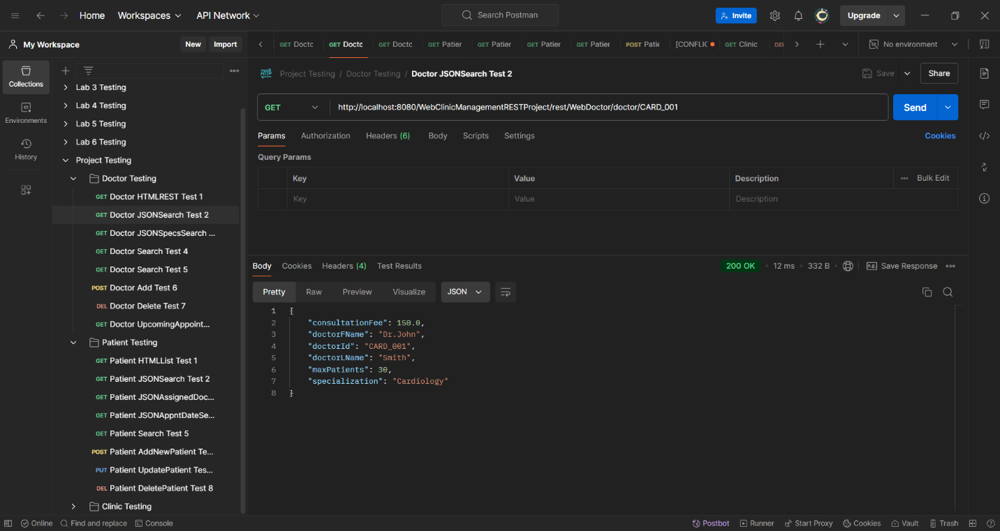 Home Workspaces API Network Search Postman Invite Upgrade
My Workspace New Import
GET Doctc GET Doctc GET Doctc GET Patier GET Patier GET Patier GET Patier POST Patie [CONFLIC GET Clinic DEL No environment
Collections
Environments
History
Lab 3 Testing
Lab 4 Testing
Lab 5 Testing
Lab 6 Testing
Project Testing
Doctor Testing
GET Doctor HTMLREST Test 1
GET Doctor JSONSearch Test 2
GET Doctor JSONSpecsSearch ...
GET Doctor Search Test 4
GET Doctor Search Test 5
POST Doctor Add Test 6
DEL Doctor Delete Test 7
GET Doctor UpcomingAppoint...
Patient Testing
GET Patient HTMLList Test 1
GET Patient JSONSearch Test 2
GET Patient JSONAssignedDoc...
GET Patient JSONAppntDateSe...
GET Patient Search Test 5
POST Patient AddNewPatient Te...
PUT Patient UpdatePatient Tes...
DEL Patient DeletePatient Test 8
Clinic Testing
HTTP Project Testing / Doctor Testing / Doctor JSONSearch Test 2 Save Share
GET http://localhost:8080/WebClinicManagementRESTProject/rest/WebDoctor/doctor/CARD_001 Send
Params Authorization Headers (6) Body Scripts Settings Cookies
Query Params
Key Value Description Bulk Edit
Key Value Description
Body Cookies Headers (4) Test Results 200 OK • 12 ms • 332 B e.g. Save Response
Pretty Raw Preview Visualize JSON
1 {
2 "consultationFee": 150.0,
3 "doctorFName": "Dr.John",
4 "doctorId": "CARD_001",
5 "doctorLName": "Smith",
6 "maxPatients": 30,
7 "specialization": "Cardiology"
8 }
Online Find and replace Console Postbot Runner Start Proxy Cookies Vault Trash